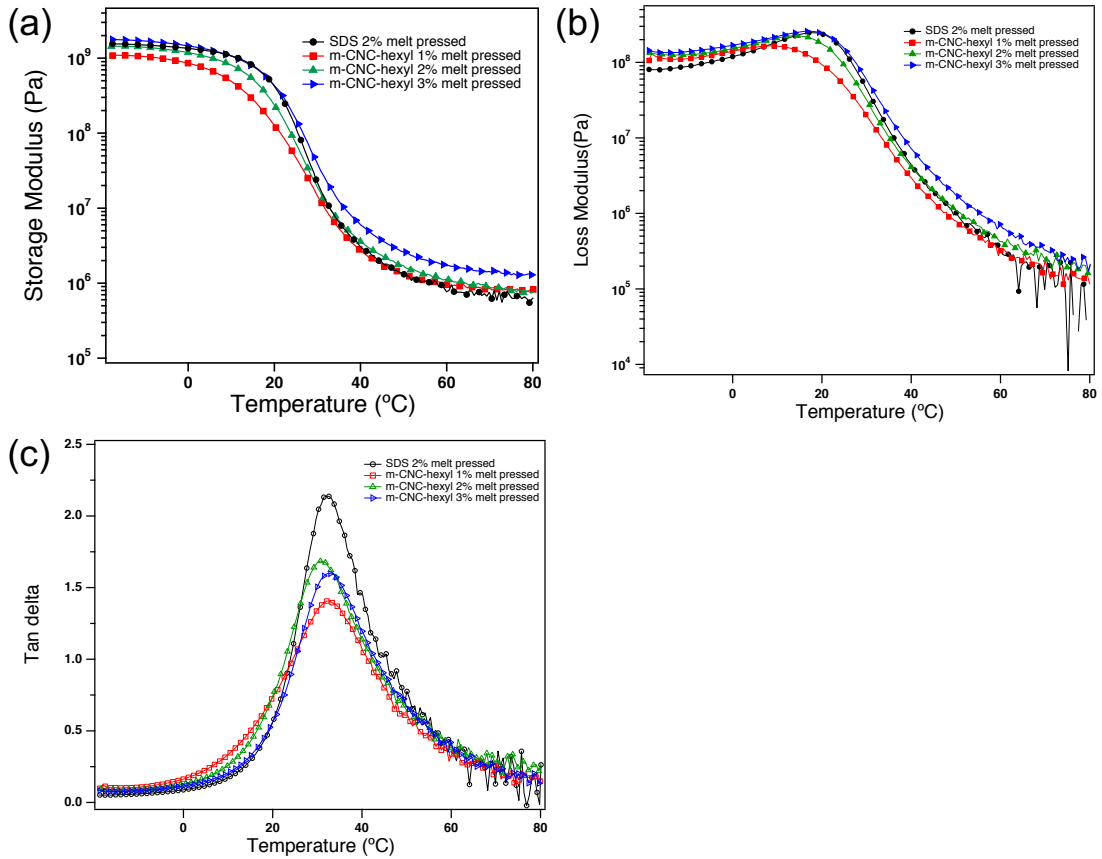 (a)
SDS 2% melt pressed
m-CNC-hexyl 1% melt pressed
m-CNC-hexyl 2% melt pressed
m-CNC-hexyl 3% melt pressed
Storage Modulus (Pa)
10⁹
10⁸
10⁷
10⁶
10⁵
0 20 40 60 80
Temperature (ºC)
(b)
SDS 2% melt pressed
m-CNC-hexyl 1% melt pressed
m-CNC-hexyl 2% melt pressed
m-CNC-hexyl 3% melt pressed
Loss Modulus(Pa)
10⁸
10⁷
10⁶
10⁵
10⁴
0 20 40 60 80
Temperature (ºC)
(c)
SDS 2% melt pressed
m-CNC-hexyl 1% melt pressed
m-CNC-hexyl 2% melt pressed
m-CNC-hexyl 3% melt pressed
Tan delta
2.5
2.0
1.5
1.0
0.5
0.0
0 20 40 60 80
Temperature (ºC)